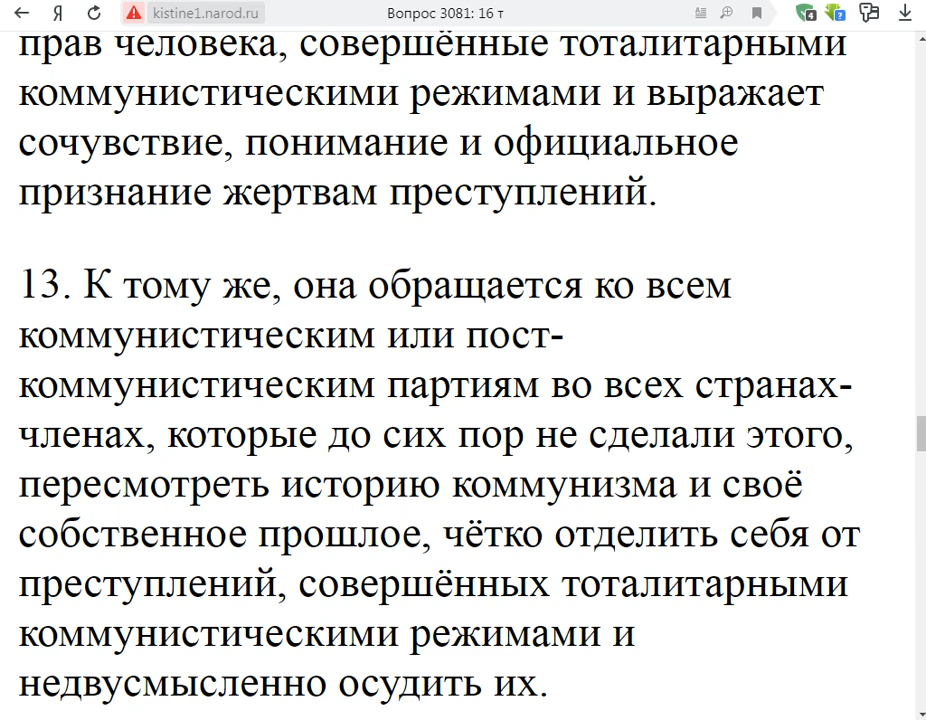 kistine1.narod.ru
Вопрос 3081: 16 т
прав человека, совершённые тоталитарными
коммунистическими режимами и выражает
сочувствие, понимание и официальное
признание жертвам преступлений.
13. К тому же, она обращается ко всем
коммунистическим или пост-
коммунистическим партиям во всех странах-
членах, которые до сих пор не сделали этого,
пересмотреть историю коммунизма и своё
собственное прошлое, чётко отделить себя от
преступлений, совершённых тоталитарными
коммунистическими режимами и
недвусмысленно осудить их.